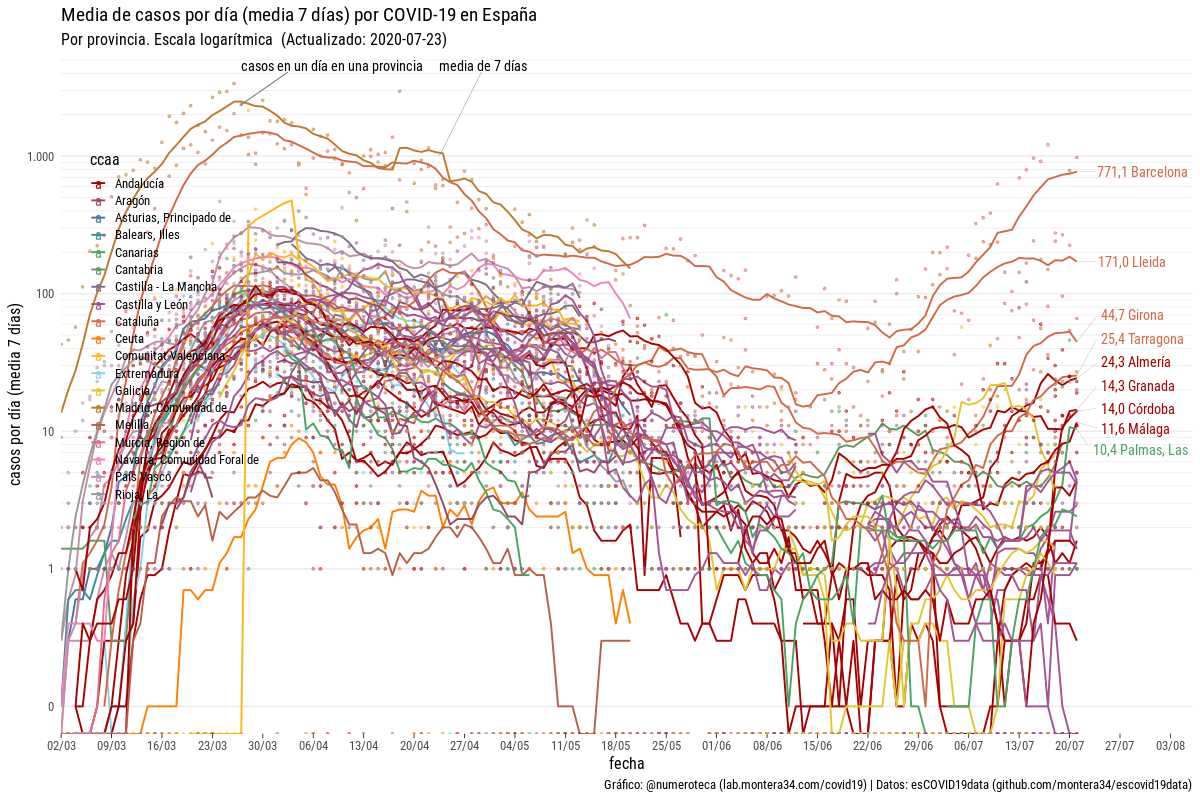 Media de casos por día (media 7 días) por COVID-19 en España
Por provincia. Escala logarítmica  (Actualizado: 2020-07-23)
casos en un día en una provincia
media de 7 días
casos por día (media 7 días)
1.000
100
10
1
0
ccaa
Andalucía
Aragón
Asturias, Principado de
Balears, Illes
Canarias
Cantabria
Castilla - La Mancha
Castilla y León
Cataluña
Ceuta
Comunitat Valenciana
Extremadura
Galicia
Madrid, Comunidad de
Melilla
Murcia, Región de
Navarra, Comunidad Foral de
País Vasco
Rioja, La
771,1 Barcelona
171,0 Lleida
44,7 Girona
25,4 Tarragona
24,3 Almería
14,3 Granada
14,0 Córdoba
11,6 Málaga
10,4 Palmas, Las
02/03
09/03
16/03
23/03
30/03
06/04
13/04
20/04
27/04
04/05
11/05
18/05
25/05
01/06
08/06
15/06
22/06
29/06
06/07
13/07
20/07
27/07
03/08
fecha
Gráfico: @numeroteca (lab.montera34.com/covid19) | Datos: esCOVID19data (github.com/montera34/escovid19data)